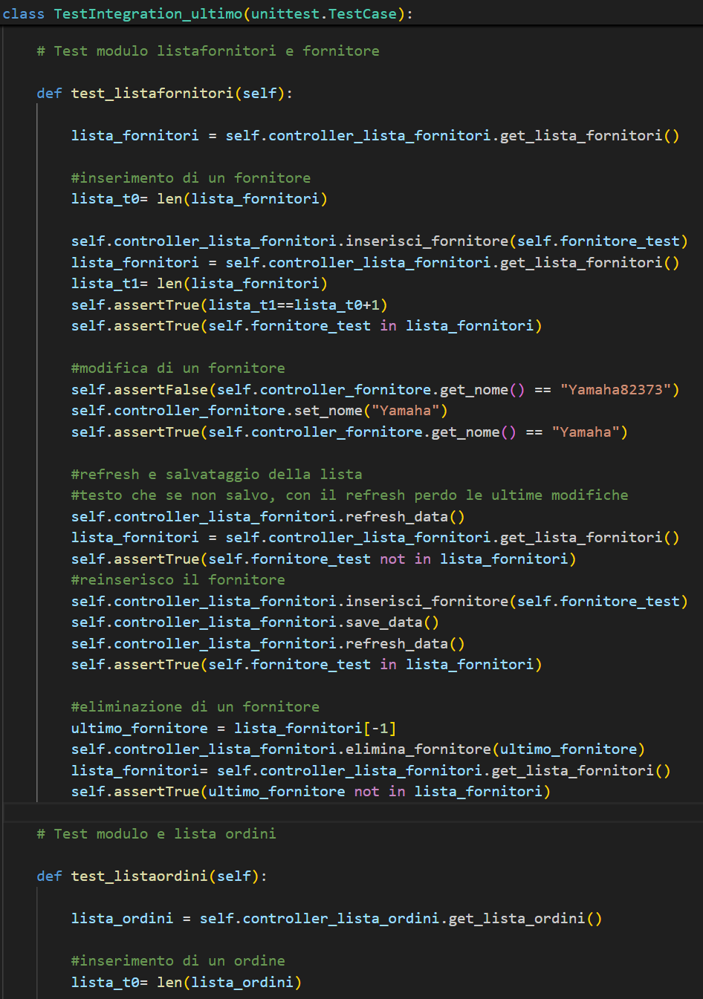 class TestIntegration_ultimo(unittest.TestCase):
# Test modulo listafornitori e fornitore
def test_listafornitori(self):
lista_fornitori = self.controller_lista_fornitori.get_lista_fornitori()
#inserimento di un fornitore
lista_t0= len(lista_fornitori)
self.controller_lista_fornitori.inserisci_fornitore(self.fornitore_test)
lista_fornitori = self.controller_lista_fornitori.get_lista_fornitori()
lista_t1= len(lista_fornitori)
self.assertTrue(lista_t1==lista_t0+1)
self.assertTrue(self.fornitore_test in lista_fornitori)
#modifica di un fornitore
self.assertFalse(self.controller_fornitore.get_nome() == "Yamaha82373")
self.controller_fornitore.set_nome("Yamaha")
self.assertTrue(self.controller_fornitore.get_nome() == "Yamaha")
#refresh e salvataggio della lista
#testo che se non salvo, con il refresh perdo le ultime modifiche
self.controller_lista_fornitori.refresh_data()
lista_fornitori = self.controller_lista_fornitori.get_lista_fornitori()
self.assertTrue(self.fornitore_test not in lista_fornitori)
#reinserisco il fornitore
self.controller_lista_fornitori.inserisci_fornitore(self.fornitore_test)
self.controller_lista_fornitori.save_data()
self.controller_lista_fornitori.refresh_data()
self.assertTrue(self.fornitore_test in lista_fornitori)
#eliminazione di un fornitore
ultimo_fornitore = lista_fornitori[-1]
self.controller_lista_fornitori.elimina_fornitore(ultimo_fornitore)
lista_fornitori= self.controller_lista_fornitori.get_lista_fornitori()
self.assertTrue(ultimo_fornitore not in lista_fornitori)
# Test modulo e lista ordini
def test_listaordini(self):
lista_ordini = self.controller_lista_ordini.get_lista_ordini()
#inserimento di un ordine
lista_t0= len(lista_ordini)